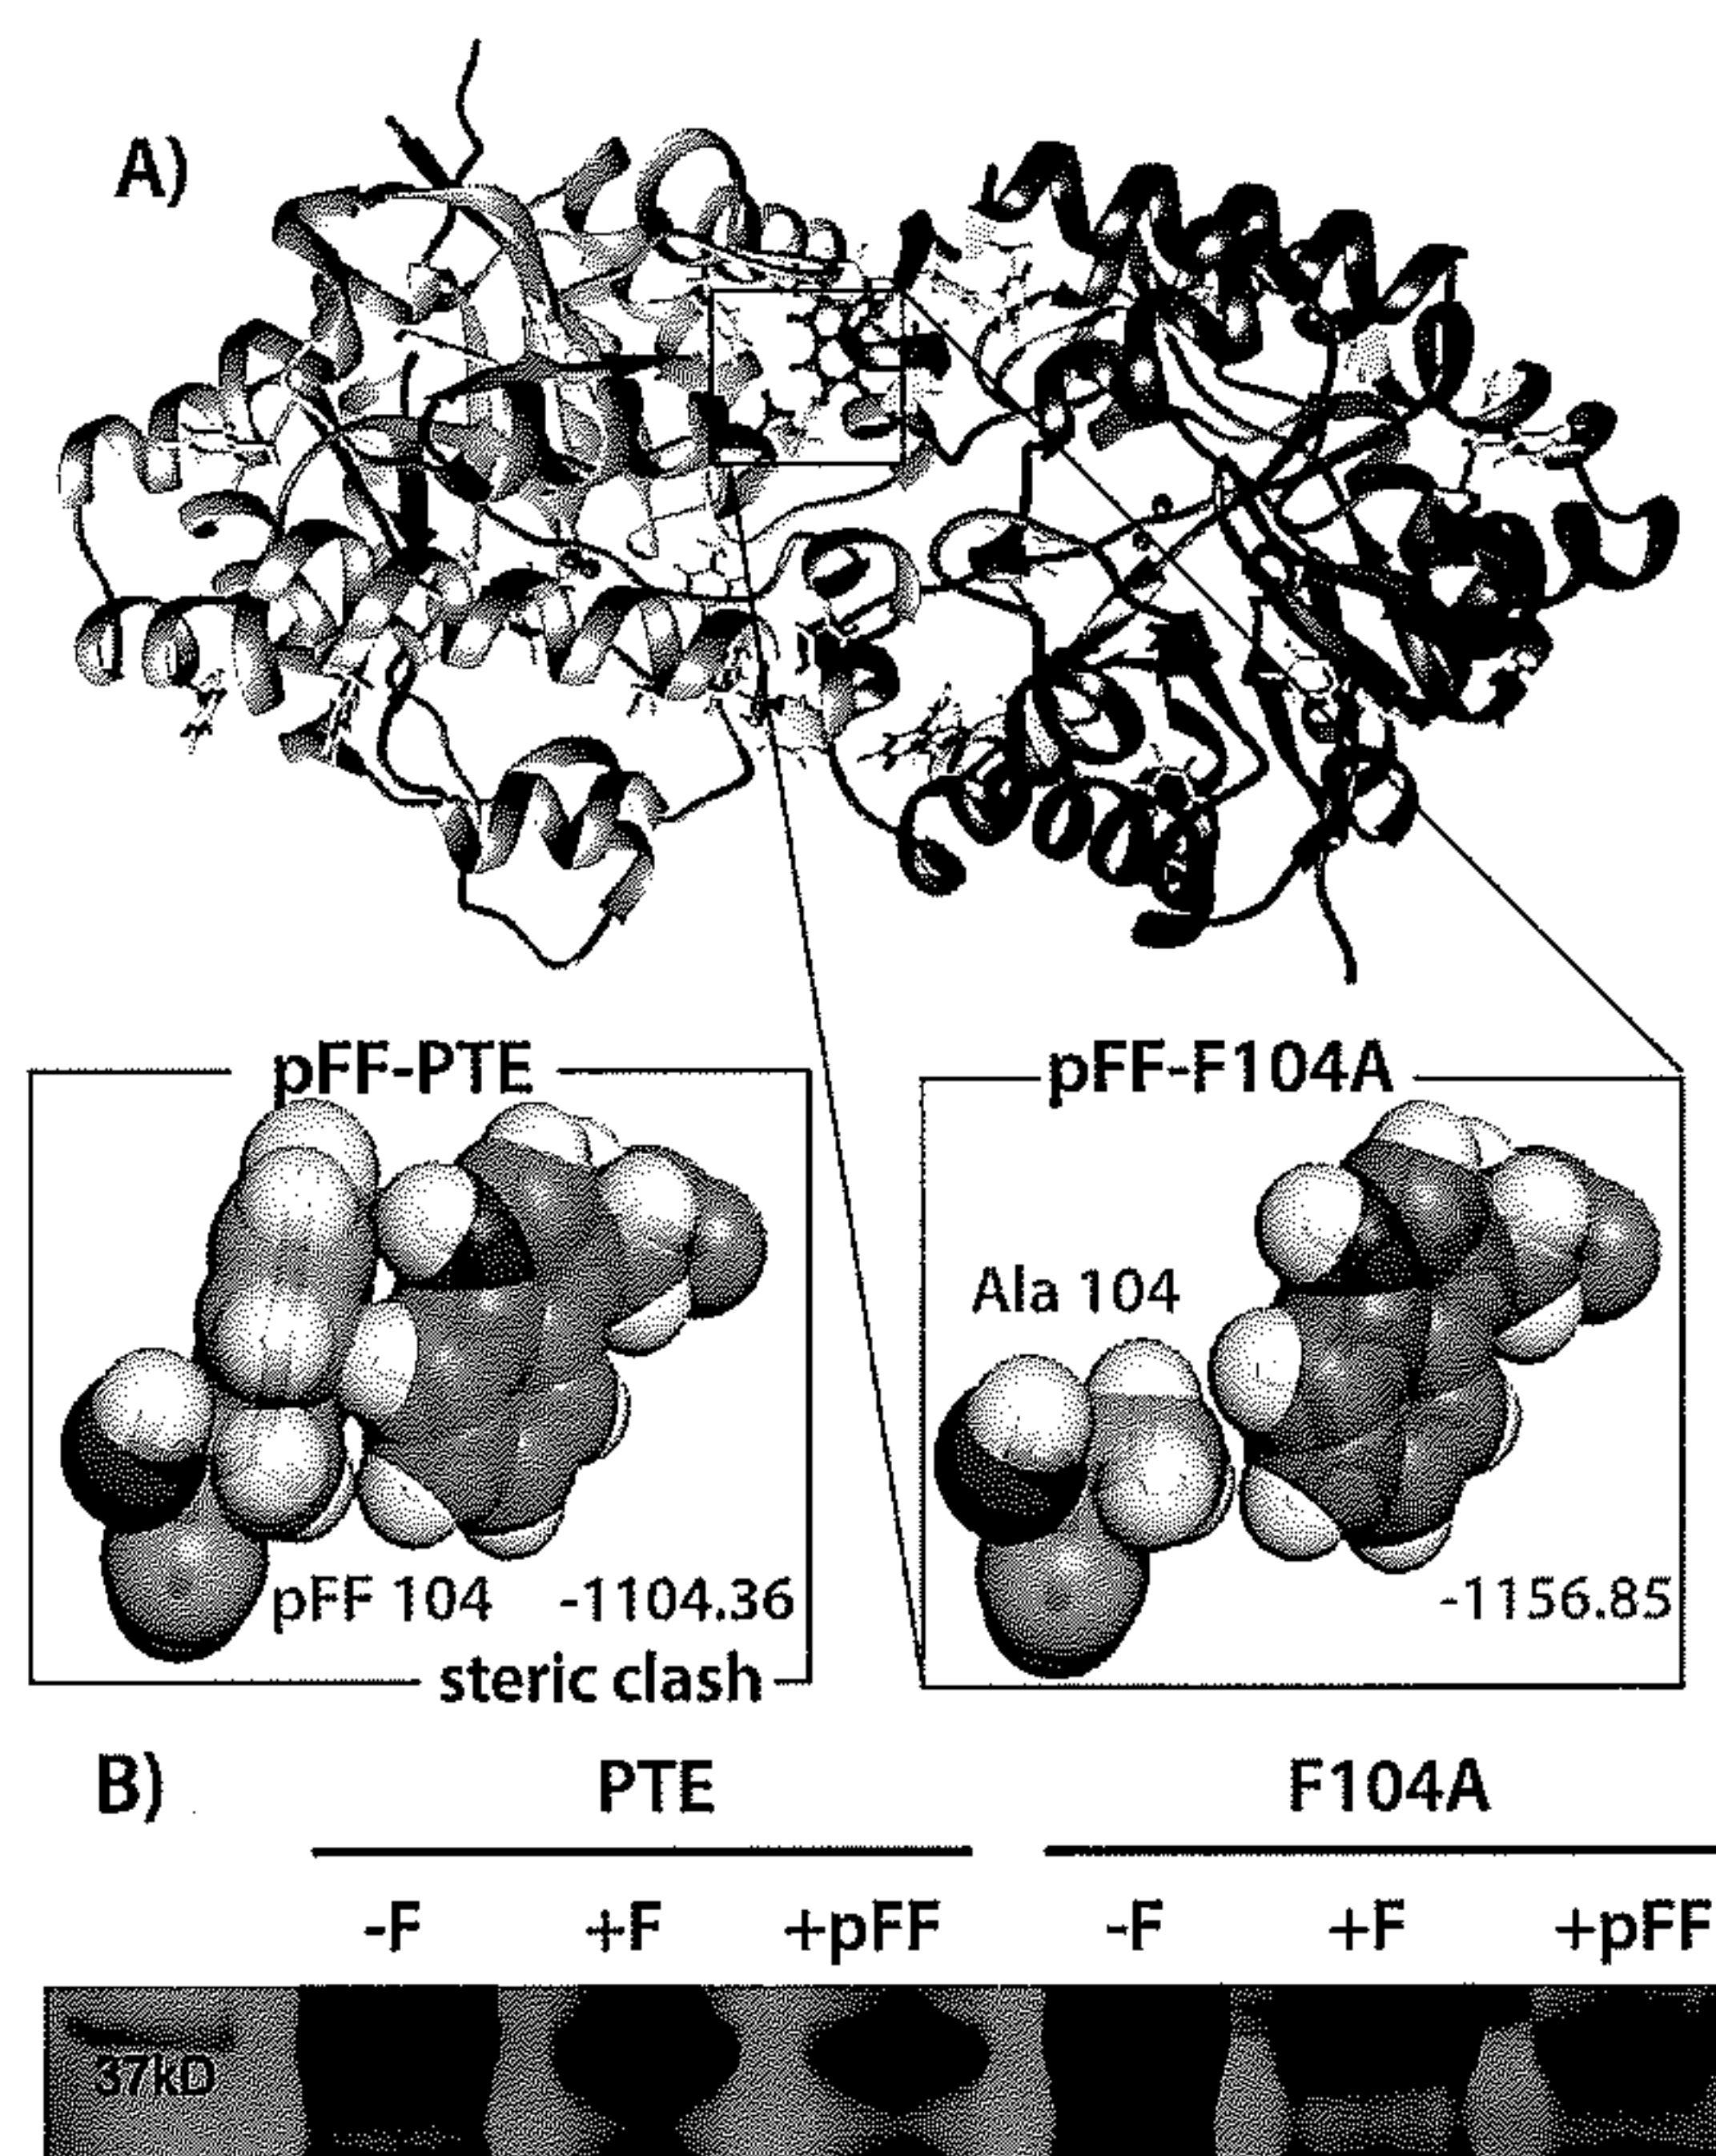 A)
pFF-PTE
pFF-F104A
Ala 104
pFF 104 -1104.36
-1156.85
steric clash
B) PTE F104A
-F +F +pFF -F +F +pFF
37kD